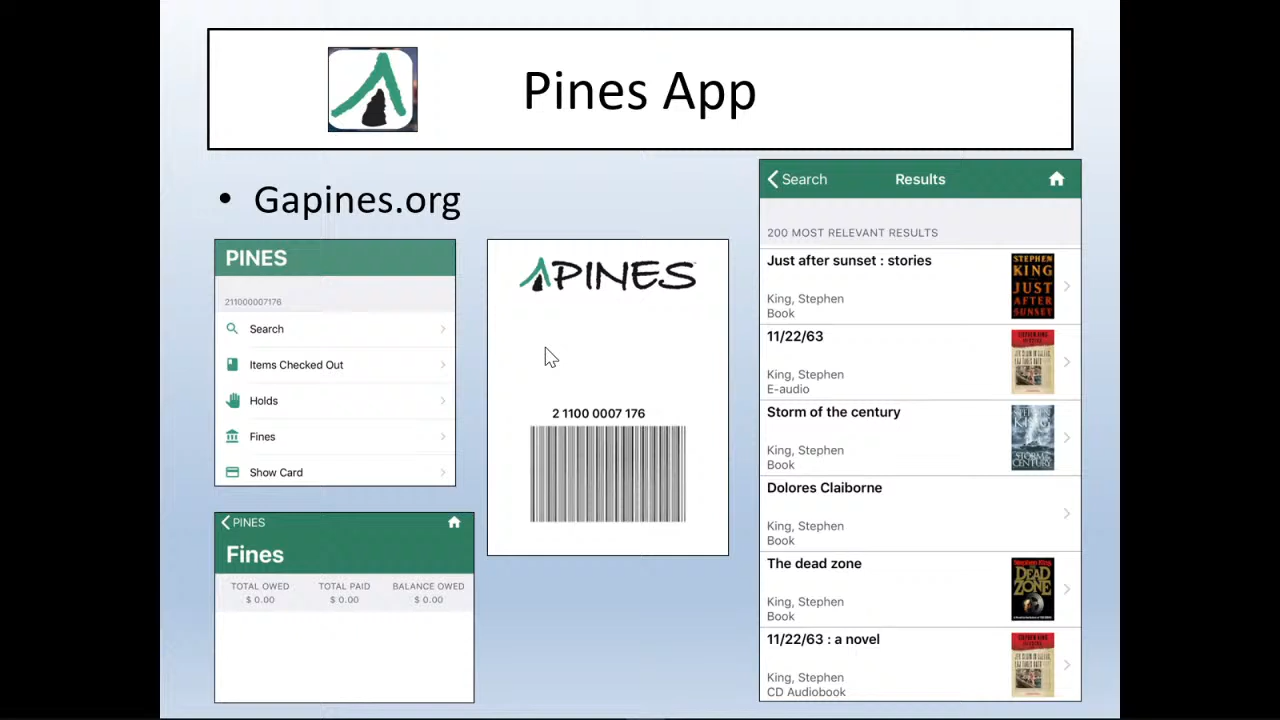 Pines App
• Gapines.org
PINES
211000007176
Search
Items Checked Out
Holds
Fines
Show Card
PINES
Fines
TOTAL OWED TOTAL PAID BALANCE OWED
$ 0.00 $ 0.00 $ 0.00
PINES
2 1100 0007 176
Search Results
200 MOST RELEVANT RESULTS
Just after sunset : stories
King, Stephen
Book
STEPHEN
KING
JUST
AFTER
SUNSET
11/22/63
King, Stephen
E-audio
Storm of the century
King, Stephen
Book
Dolores Claiborne
King, Stephen
Book
The dead zone
King, Stephen
Book
DEAD
ZONE
11/22/63 : a novel
King, Stephen
CD Audiobook